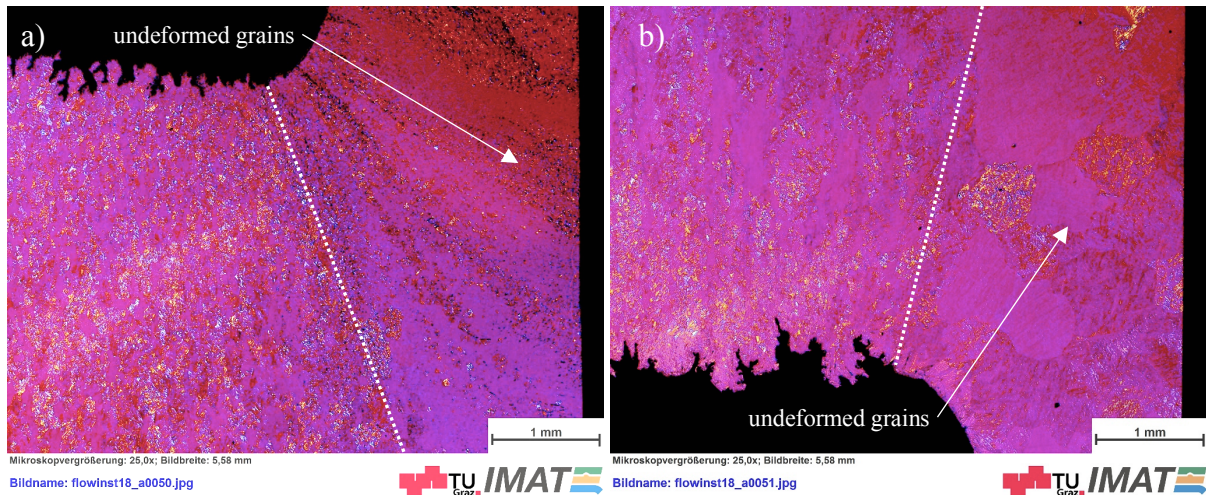 a)
undeformed grains
1 mm
Mikroskopvergrößerung: 25,0x; Bildbreite: 5,58 mm
Bildname: flowinst18_a0050.jpg
TU
Graz
IMAT
b)
undeformed grains
1 mm
Mikroskopvergrößerung: 25,0x; Bildbreite: 5,58 mm
Bildname: flowinst18_a0051.jpg
TU
Graz
IMAT